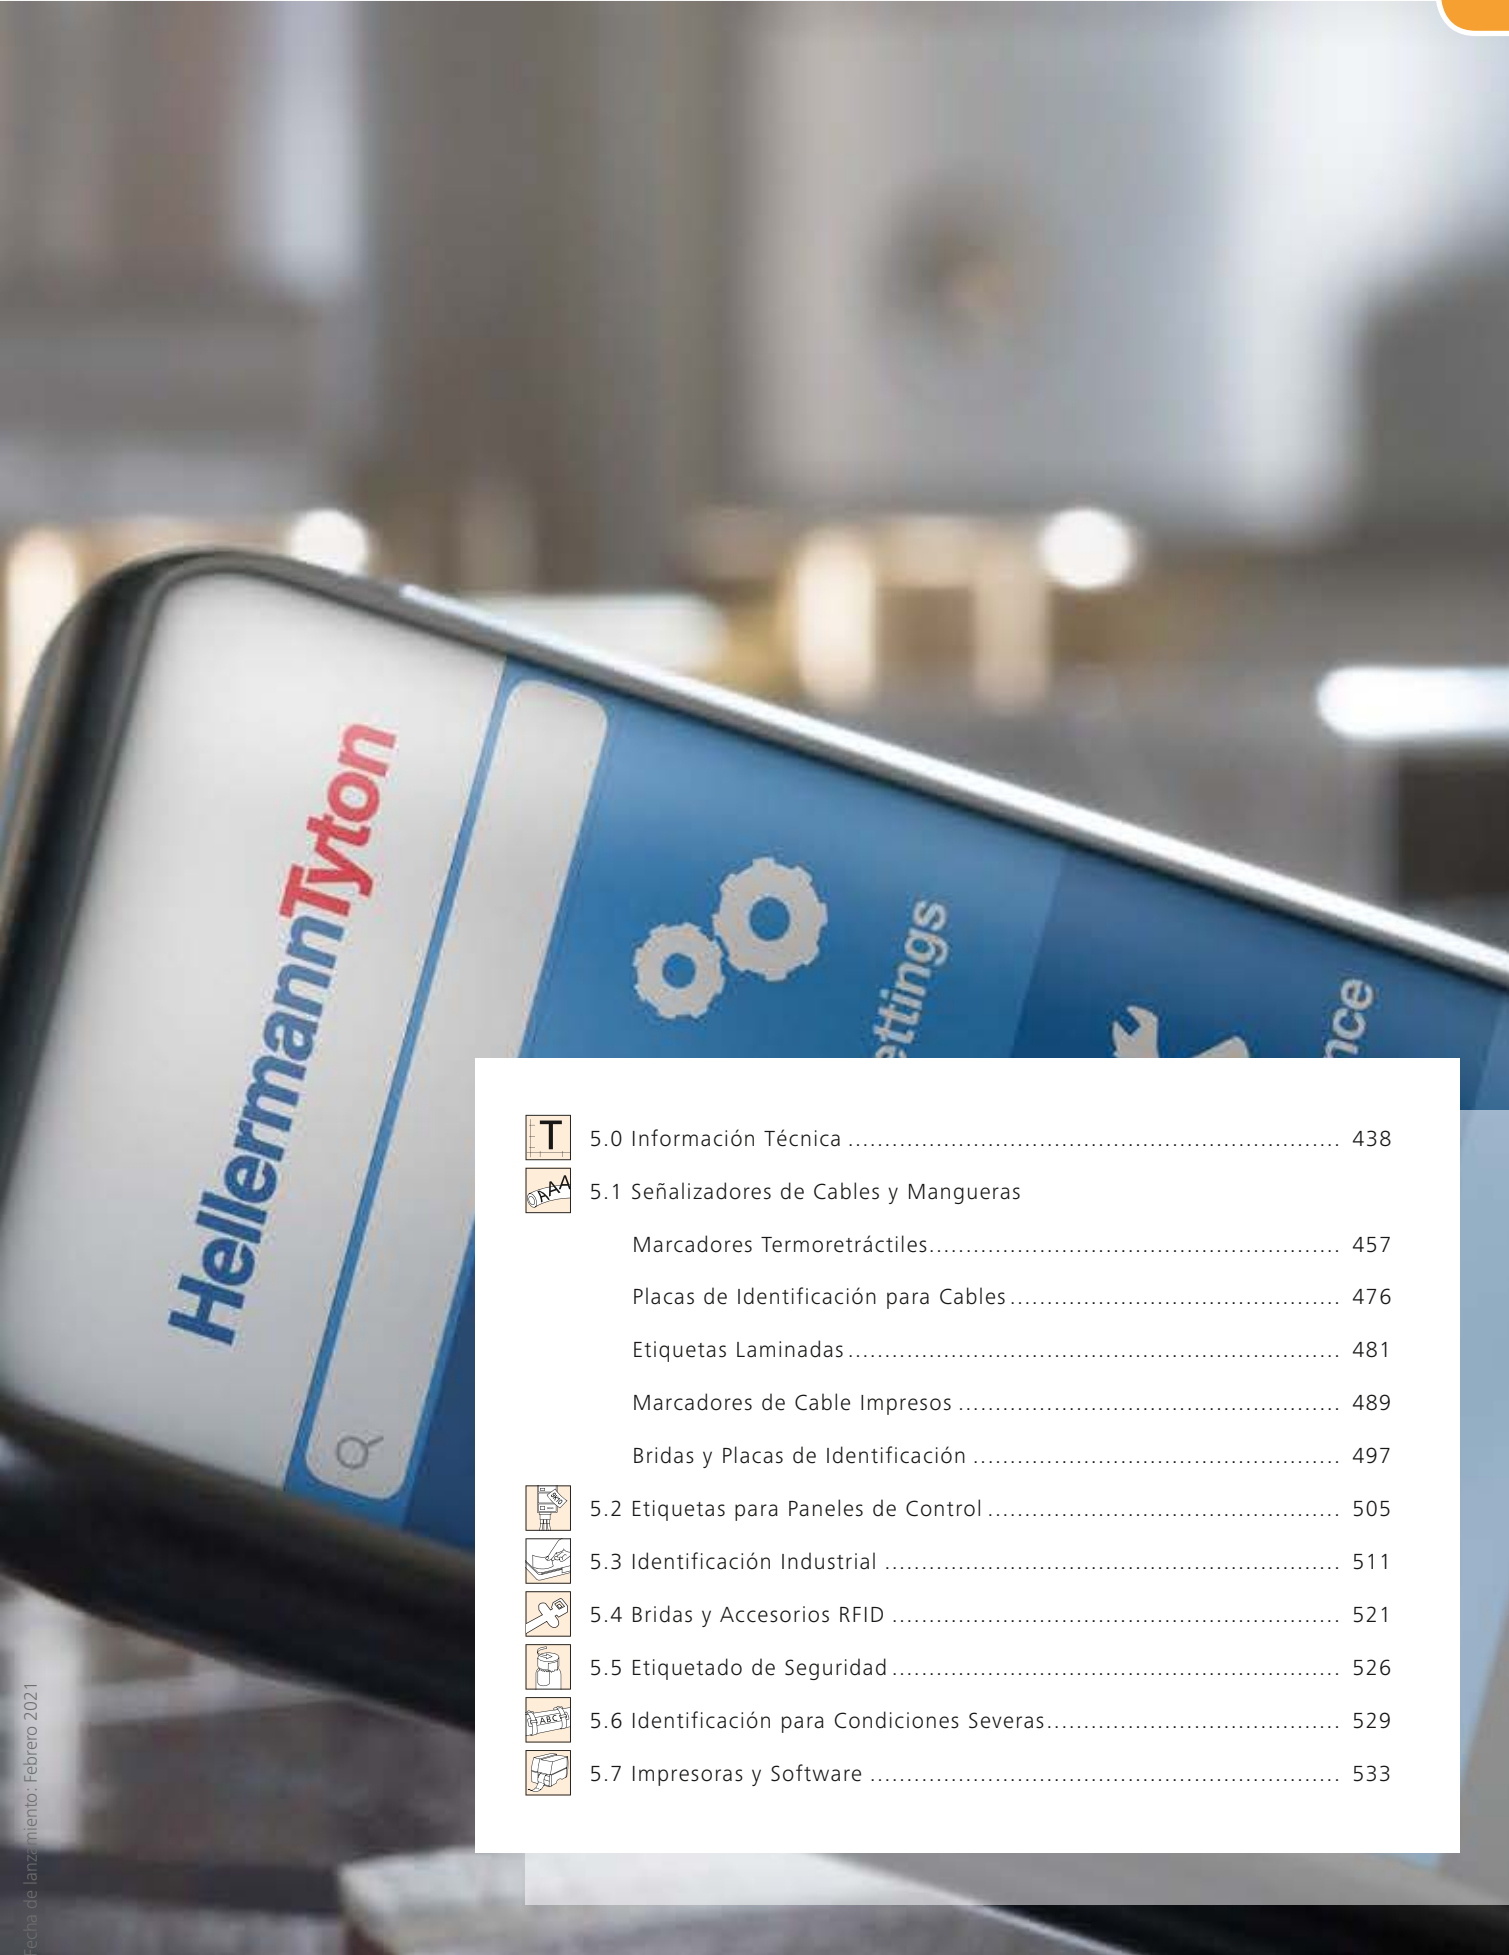 HellermannTyton
ettings
nce
T
5.0 Información Técnica ................................................................... 438
AAA
5.1 Señalizadores de Cables y Mangueras
Marcadores Termoretráctiles........................................................ 457
Placas de Identificación para Cables............................................. 476
Etiquetas Laminadas................................................................... 481
Marcadores de Cable Impresos .................................................... 489
Bridas y Placas de Identificación .................................................. 497
5.2 Etiquetas para Paneles de Control................................................ 505
5.3 Identificación Industrial .............................................................. 511
5.4 Bridas y Accesorios RFID ............................................................. 521
5.5 Etiquetado de Seguridad............................................................. 526
ABC
5.6 Identificación para Condiciones Severas........................................ 529
5.7 Impresoras y Software ................................................................ 533
Fecha de lanzamiento: Febrero 2021